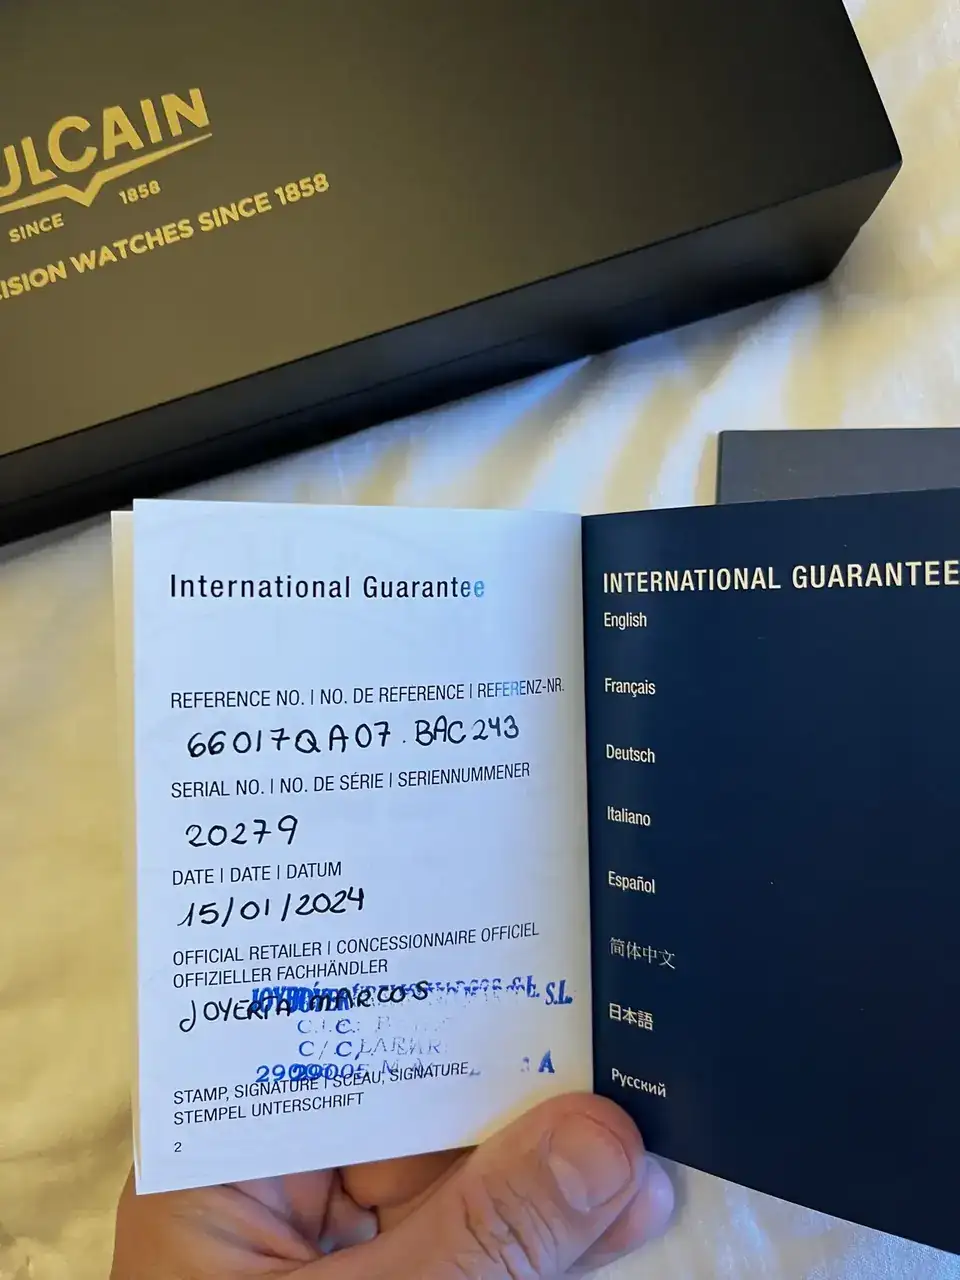 ULCAIN
SINCE 1858
ISION WATCHES SINCE 1858
International Guarantee
REFERENCE NO. | NO. DE RÉFÉRENCE | REFERENZ-NR.
66017QA07.BAC243
SERIAL NO. | NO. DE SÉRIE | SERIENNUMMENER
20279
DATE | DATE | DATUM
15/01/2024
OFFICIAL RETAILER | CONCESSIONNAIRE OFFICIEL
OFFIZIELLER FACHHÄNDLER
JOYERIA MARCOS
S.L.
C/
A
STAMP, SIGNATURE | SCEAU, SIGNATURE
STEMPEL UNTERSCHRIFT
2
INTERNATIONAL GUARANTEE
English
Français
Deutsch
Italiano
Español
简体中文
日本語
Русский